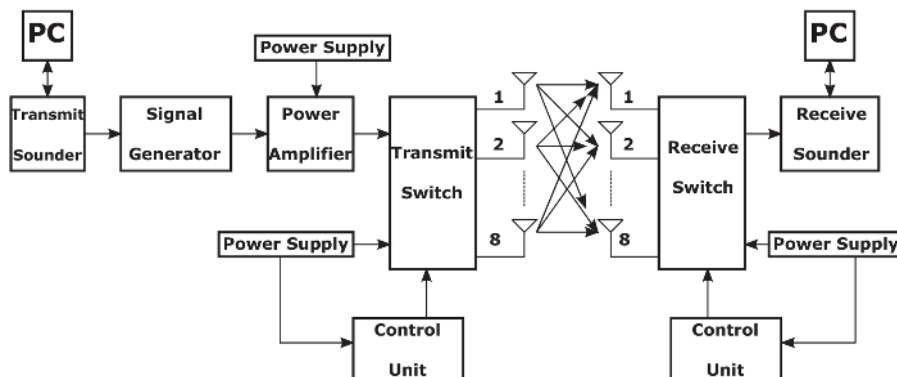 PC
PC
Power Supply
Transmit
Sounder
Signal
Generator
Power
Amplifier
Transmit
Switch
1
2
8
1
2
8
Receive
Switch
Receive
Sounder
Power Supply
Power Supply
Control
Unit
Control
Unit